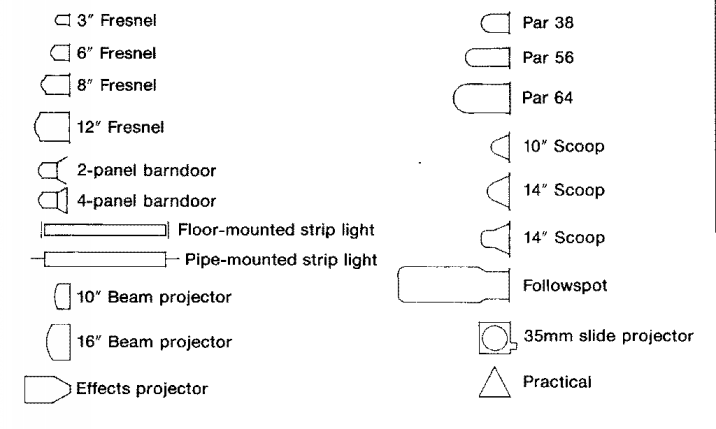 3″ Fresnel
6″ Fresnel
8″ Fresnel
12″ Fresnel
2-panel barndoor
4-panel barndoor
Floor-mounted strip light
Pipe-mounted strip light
10″ Beam projector
16″ Beam projector
Effects projector
Par 38
Par 56
Par 64
10″ Scoop
14″ Scoop
14″ Scoop
Followspot
35mm slide projector
Practical